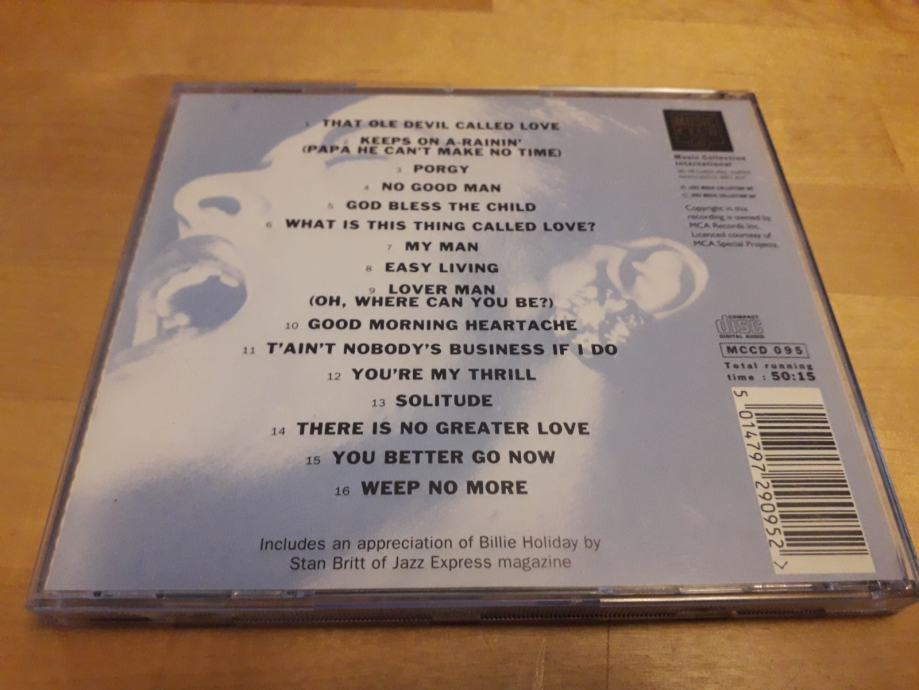 1 THAT OLE DEVIL CALLED LOVE
2 KEEPS ON A-RAININ'
(PAPA HE CAN'T MAKE NO TIME)
3 PORGY
4 NO GOOD MAN
5 GOD BLESS THE CHILD
6 WHAT IS THIS THING CALLED LOVE?
7 MY MAN
8 EASY LIVING
9 LOVER MAN
(OH, WHERE CAN YOU BE?)
10 GOOD MORNING HEARTACHE
11 T'AIN'T NOBODY'S BUSINESS IF I DO
12 YOU'RE MY THRILL
13 SOLITUDE
14 THERE IS NO GREATER LOVE
15 YOU BETTER GO NOW
16 WEEP NO MORE
Includes an appreciation of Billie Holiday by
Stan Britt of Jazz Express magazine
MUSIC
CLUB
Music Collection
International
Copyright in this
recording is owned by
MCA Records Inc.
Licenced courtesy of
MCA Special Projects.
COMPACT
disc
DIGITAL AUDIO
MCCD 095
Total running
time : 50:15
5 014797 290952 >